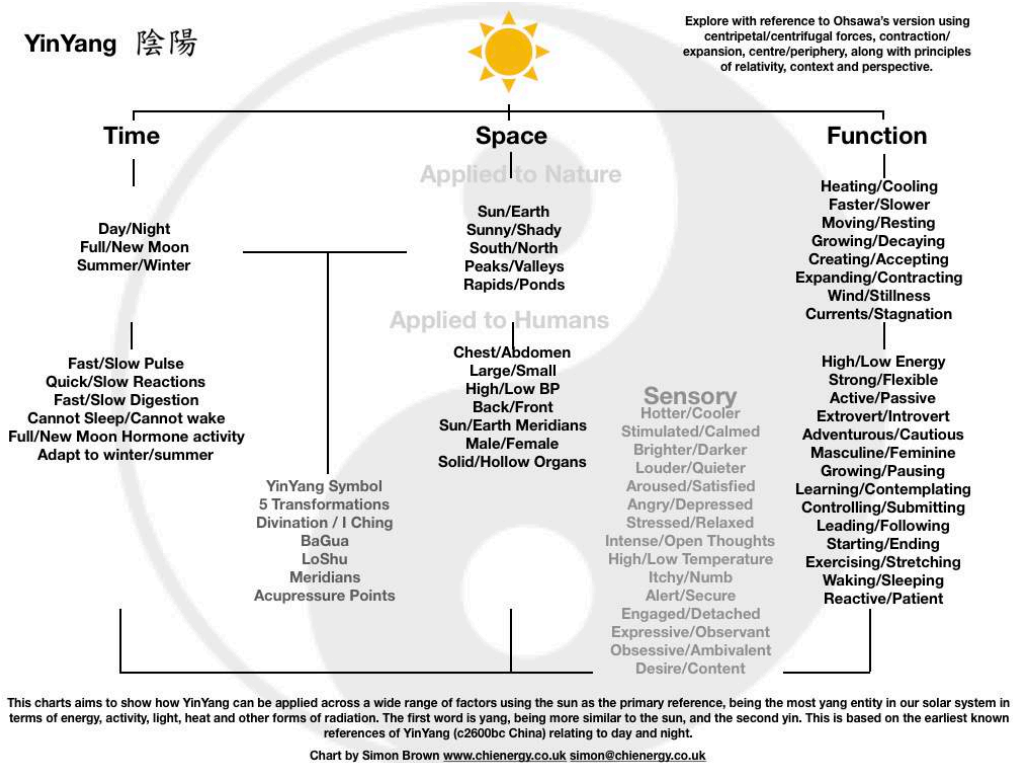 YinYang 陰陽
Explore with reference to Ohsawa's version using
centripetal/centrifugal forces, contraction/
expansion, centre/periphery, along with principles
of relativity, context and perspective.
Time
Space
Function
Applied to Nature
Day/Night
Full/New Moon
Summer/Winter
Sun/Earth
Sunny/Shady
South/North
Peaks/Valleys
Rapids/Ponds
Heating/Cooling
Faster/Slower
Moving/Resting
Growing/Decaying
Creating/Accepting
Expanding/Contracting
Wind/Stillness
Currents/Stagnation
Applied to Humans
Fast/Slow Pulse
Quick/Slow Reactions
Fast/Slow Digestion
Cannot Sleep/Cannot wake
Full/New Moon Hormone activity
Adapt to winter/summer
Chest/Abdomen
Large/Small
High/Low BP
Back/Front
Sun/Earth Meridians
Male/Female
Solid/Hollow Organs
High/Low Energy
Strong/Flexible
Active/Passive
Extrovert/Introvert
Adventurous/Cautious
Masculine/Feminine
Growing/Pausing
Learning/Contemplating
Controlling/Submitting
Leading/Following
Starting/Ending
Exercising/Stretching
Waking/Sleeping
Reactive/Patient
YinYang Symbol
5 Transformations
Divination / I Ching
BaGua
LoShu
Meridians
Acupressure Points
Sensory
Hotter/Cooler
Stimulated/Calmed
Brighter/Darker
Louder/Quieter
Aroused/Satisfied
Angry/Depressed
Stressed/Relaxed
Intense/Open Thoughts
High/Low Temperature
Itchy/Numb
Alert/Secure
Engaged/Detached
Expressive/Observant
Obsessive/Ambivalent
Desire/Content
This charts aims to show how YinYang can be applied across a wide range of factors using the sun as the primary reference, being the most yang entity in our solar system in
terms of energy, activity, light, heat and other forms of radiation. The first word is yang, being more similar to the sun, and the second yin. This is based on the earliest known
references of YinYang (c2600bc China) relating to day and night.
Chart by Simon Brown www.chienergy.co.uk simon@chienergy.co.uk